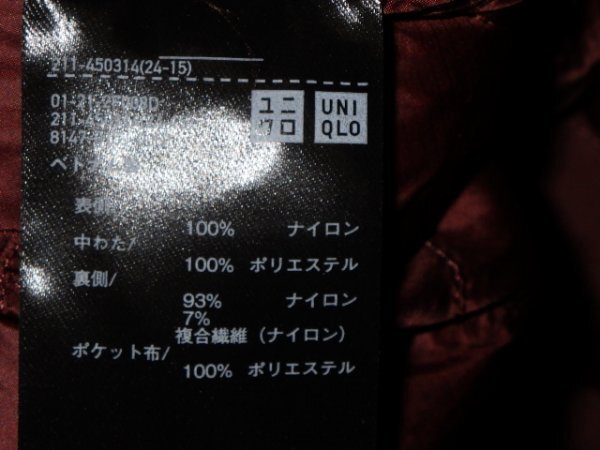 211-450314(24-15)
ユニ
クロ
UNI
QLO
表側
100% ナイロン
中わた/
100% ポリエステル
裏側/
93% ナイロン
7%
複合繊維 (ナイロン)
ポケット布/
100% ポリエステル